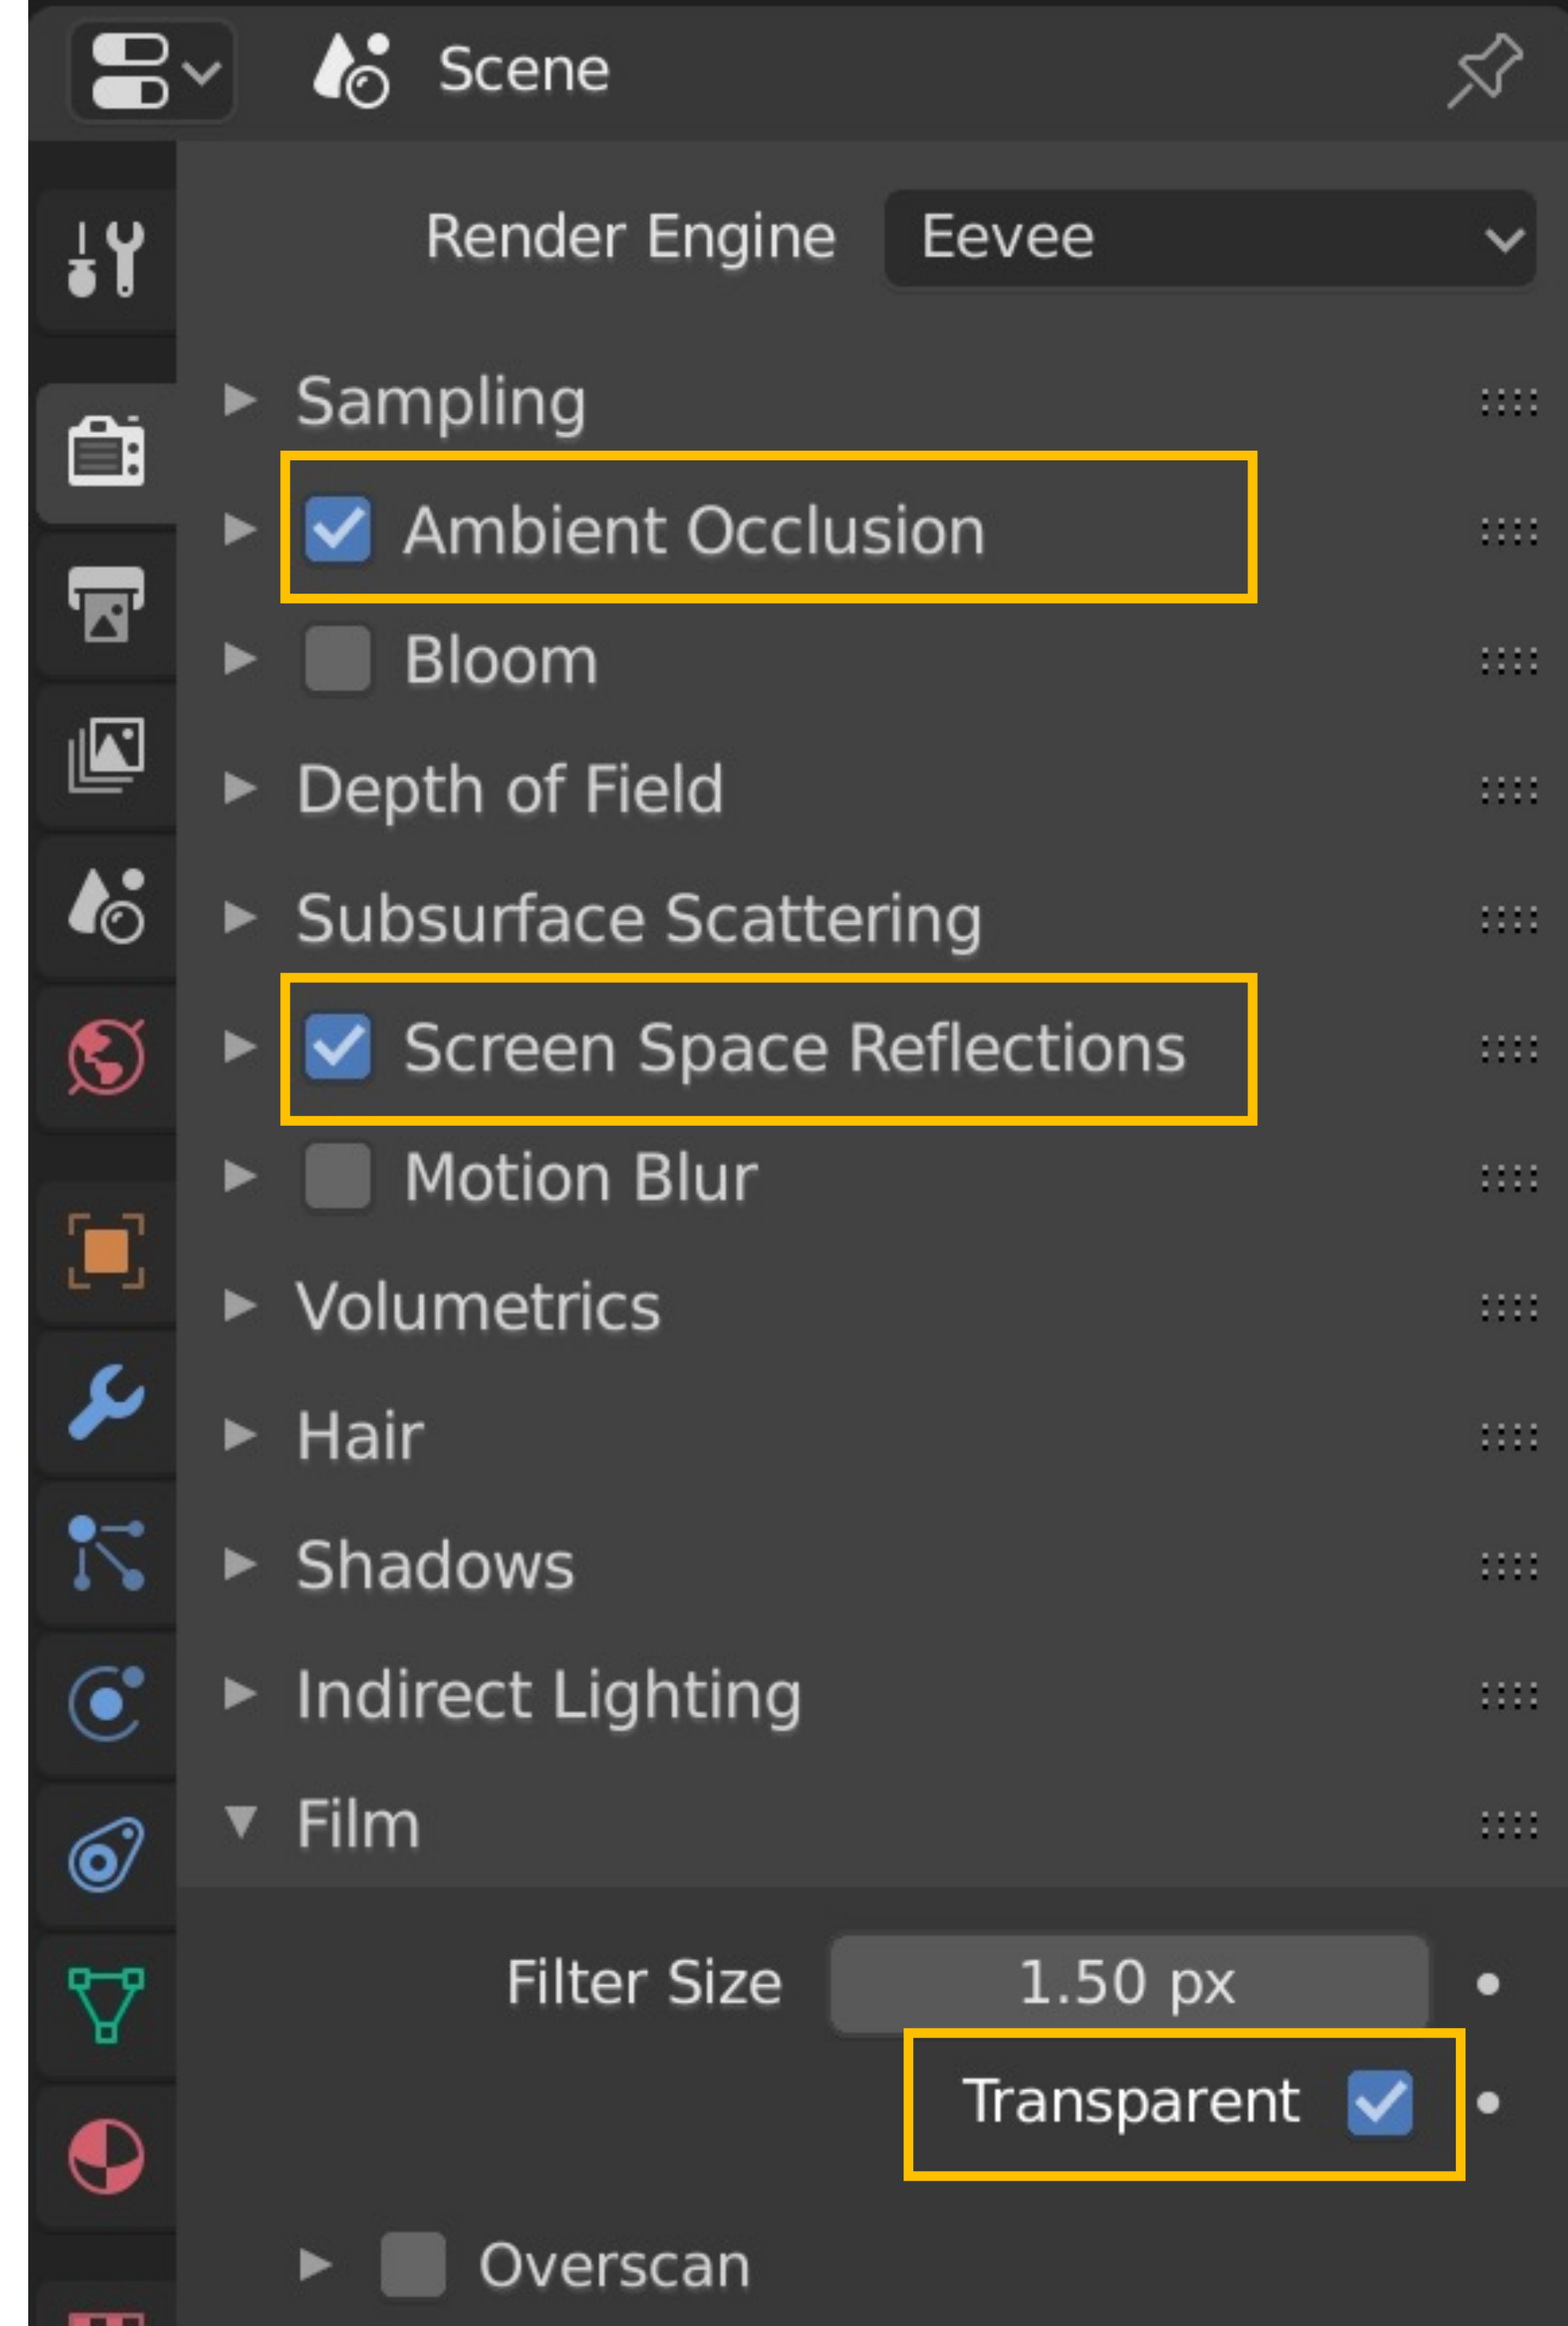 Scene
Render Engine Eevee
Sampling
Ambient Occlusion
Bloom
Depth of Field
Subsurface Scattering
Screen Space Reflections
Motion Blur
Volumetrics
Hair
Shadows
Indirect Lighting
Film
Filter Size 1.50 px
Transparent
Overscan